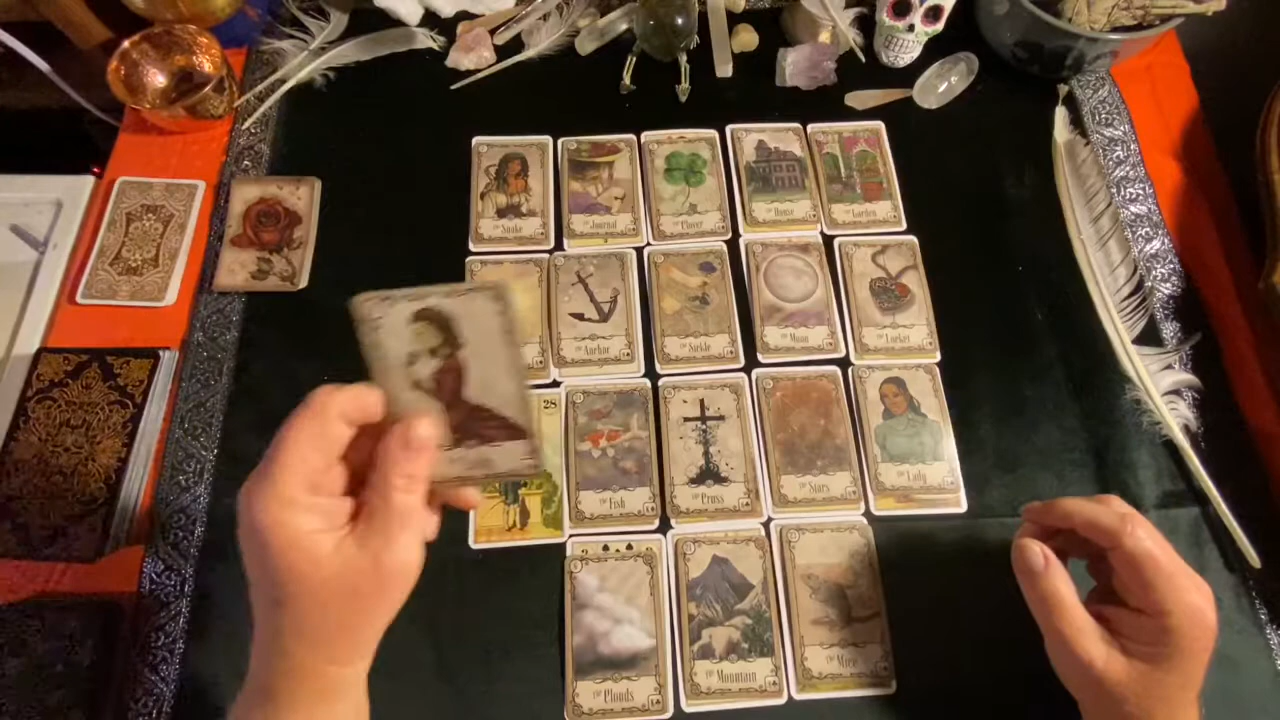 The Snake
The Journal
The Clover
The House
The Garden
The Anchor
The Sickle
The Moon
The Locket
28
The Fish
The Cross
The Stars
The Lady
The Clouds
The Mountain
The Mice